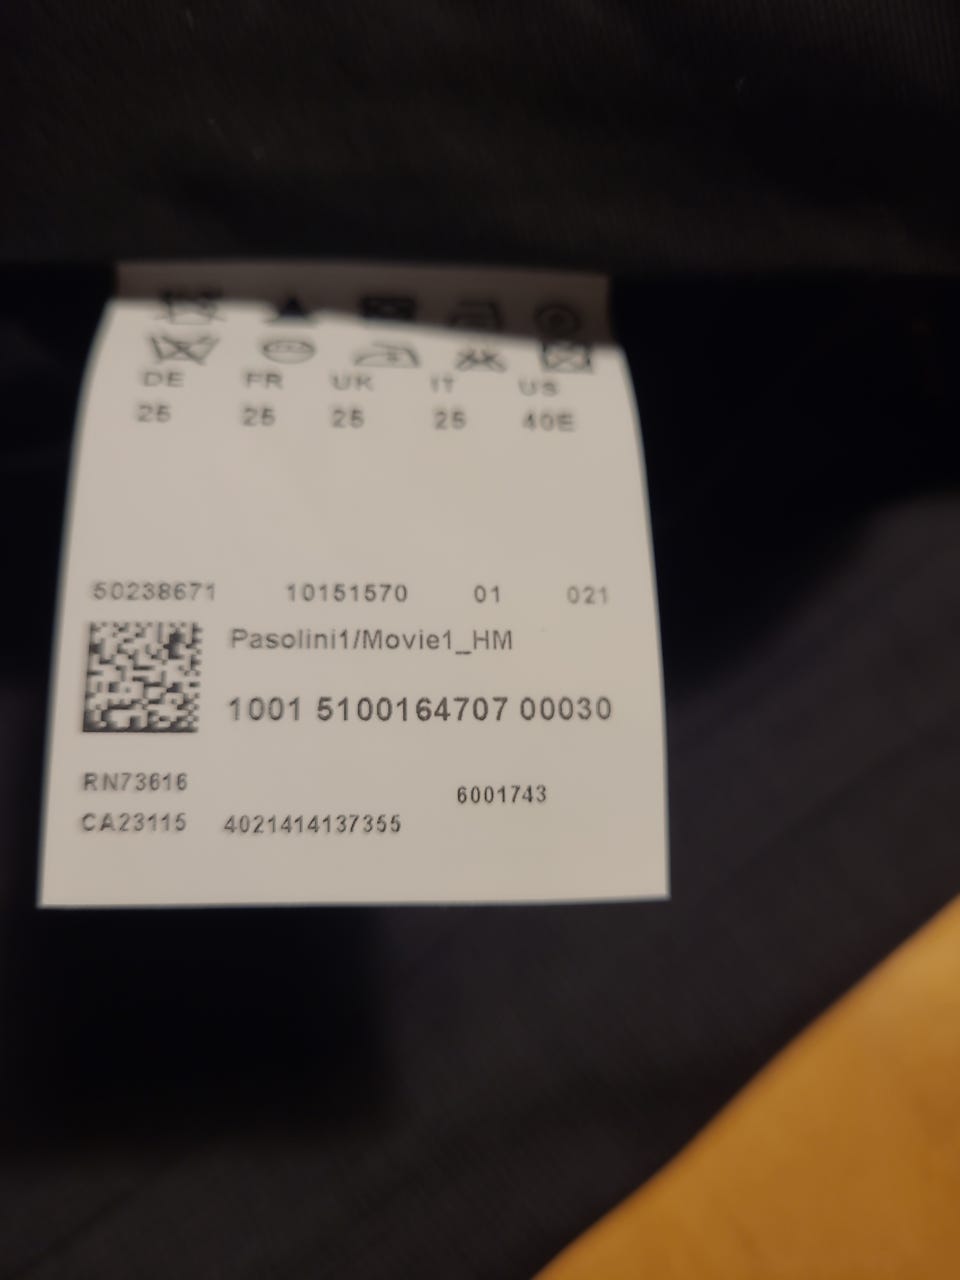 DE FR UK IT US
25 25 25 25 40E
50238671 10151570 01 021
Pasolini1/Movie1_HM
1001 5100164707 00030
RN73616
6001743
CA23115 4021414137355